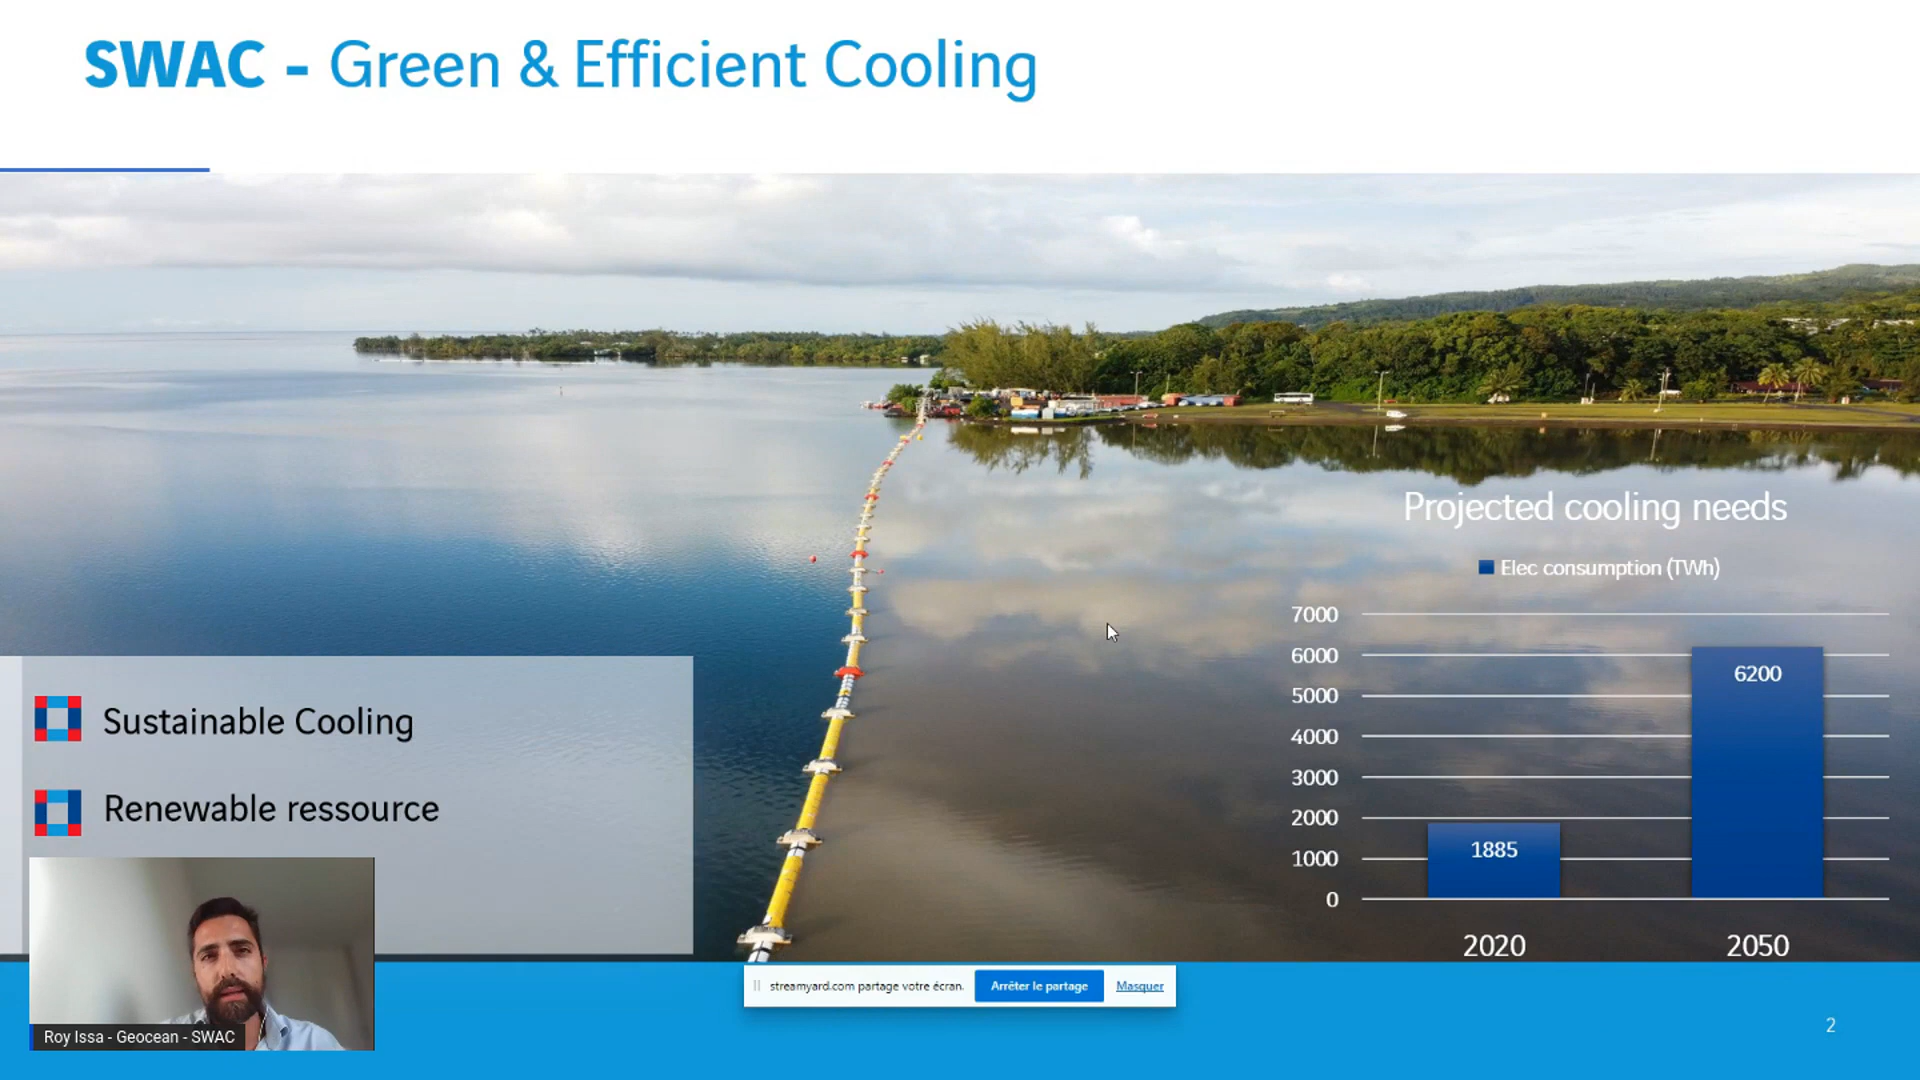 SWAC - Green & Efficient Cooling
Projected cooling needs
Elec consumption (TWh)
7000
6000
5000
4000
3000
2000
1000
0
6200
1885
2020
2050
Sustainable Cooling
Renewable ressource
Roy Issa - Geocean - SWAC
streamyard.com partage votre écran.
Arrêter le partage
Masquer
2